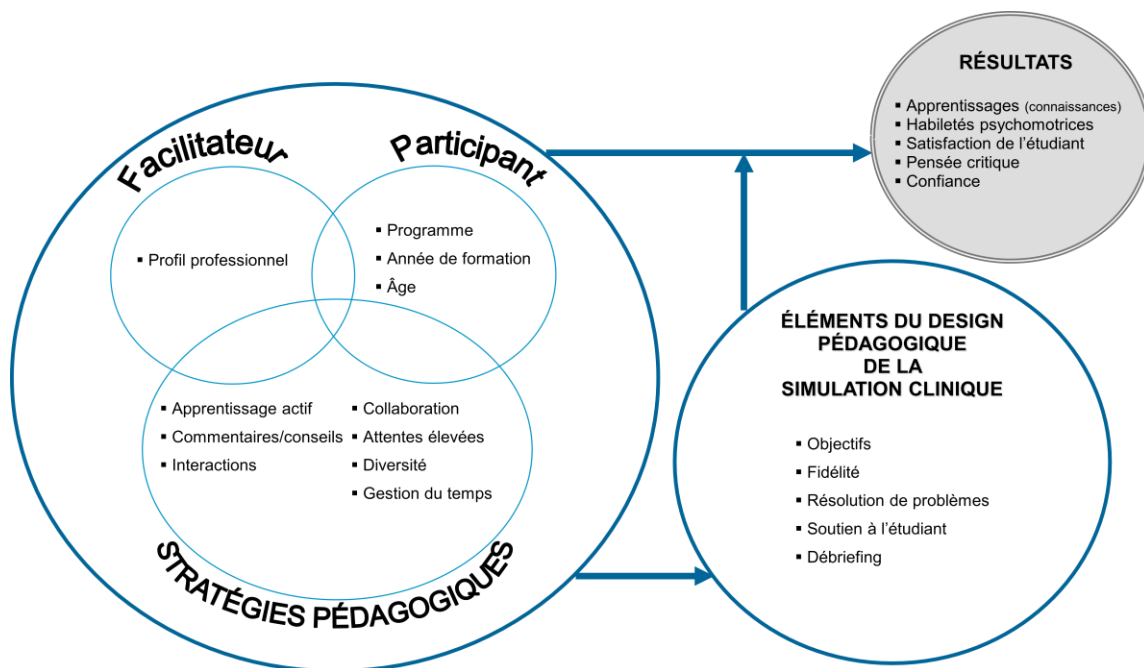 RÉSULTATS
▪ Apprentissages (connaissances)
▪ Habiletés psychomotrices
▪ Satisfaction de l'étudiant
▪ Pensée critique
▪ Confiance
Facilitateur
Participant
▪ Profil professionnel
▪ Programme
▪ Année de formation
▪ Âge
▪ Apprentissage actif
▪ Commentaires/conseils
▪ Interactions
▪ Collaboration
▪ Attentes élevées
▪ Diversité
▪ Gestion du temps
STRATÉGIES PÉDAGOGIQUES
ÉLÉMENTS DU DESIGN
PÉDAGOGIQUE
DE LA
SIMULATION CLINIQUE
▪ Objectifs
▪ Fidélité
▪ Résolution de problèmes
▪ Soutien à l'étudiant
▪ Débriefing